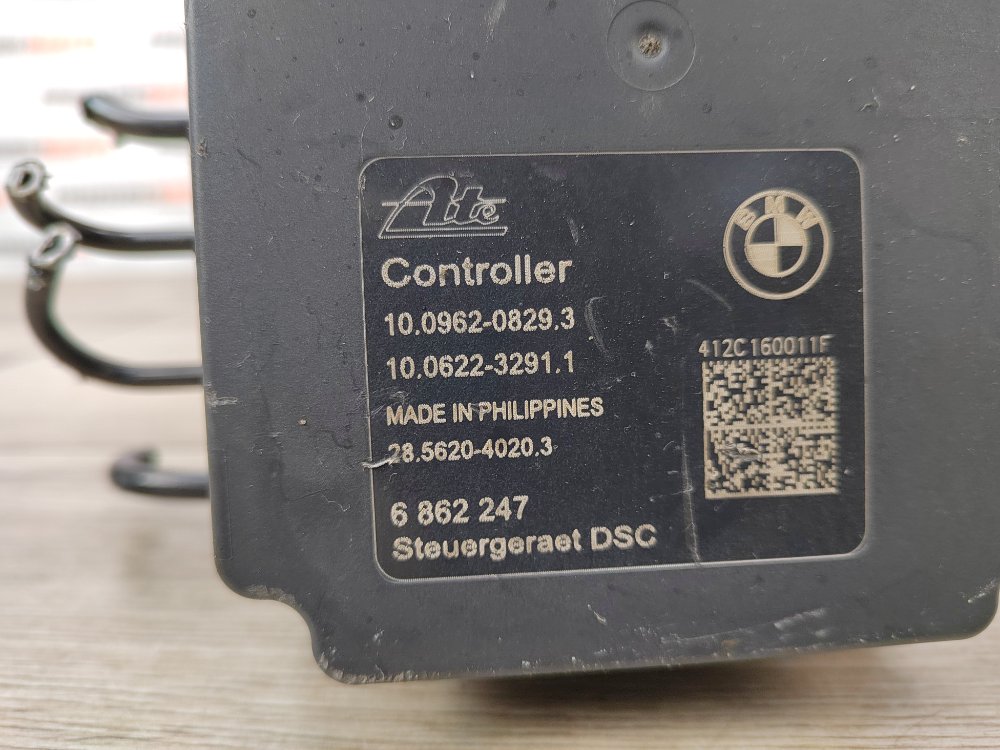 Ate
BMW
Controller
10.0962-0829.3
10.0622-3291.1
412C160011F
MADE IN PHILIPPINES
28.5620-4020.3
6 862 247
Steuergeraet DSC